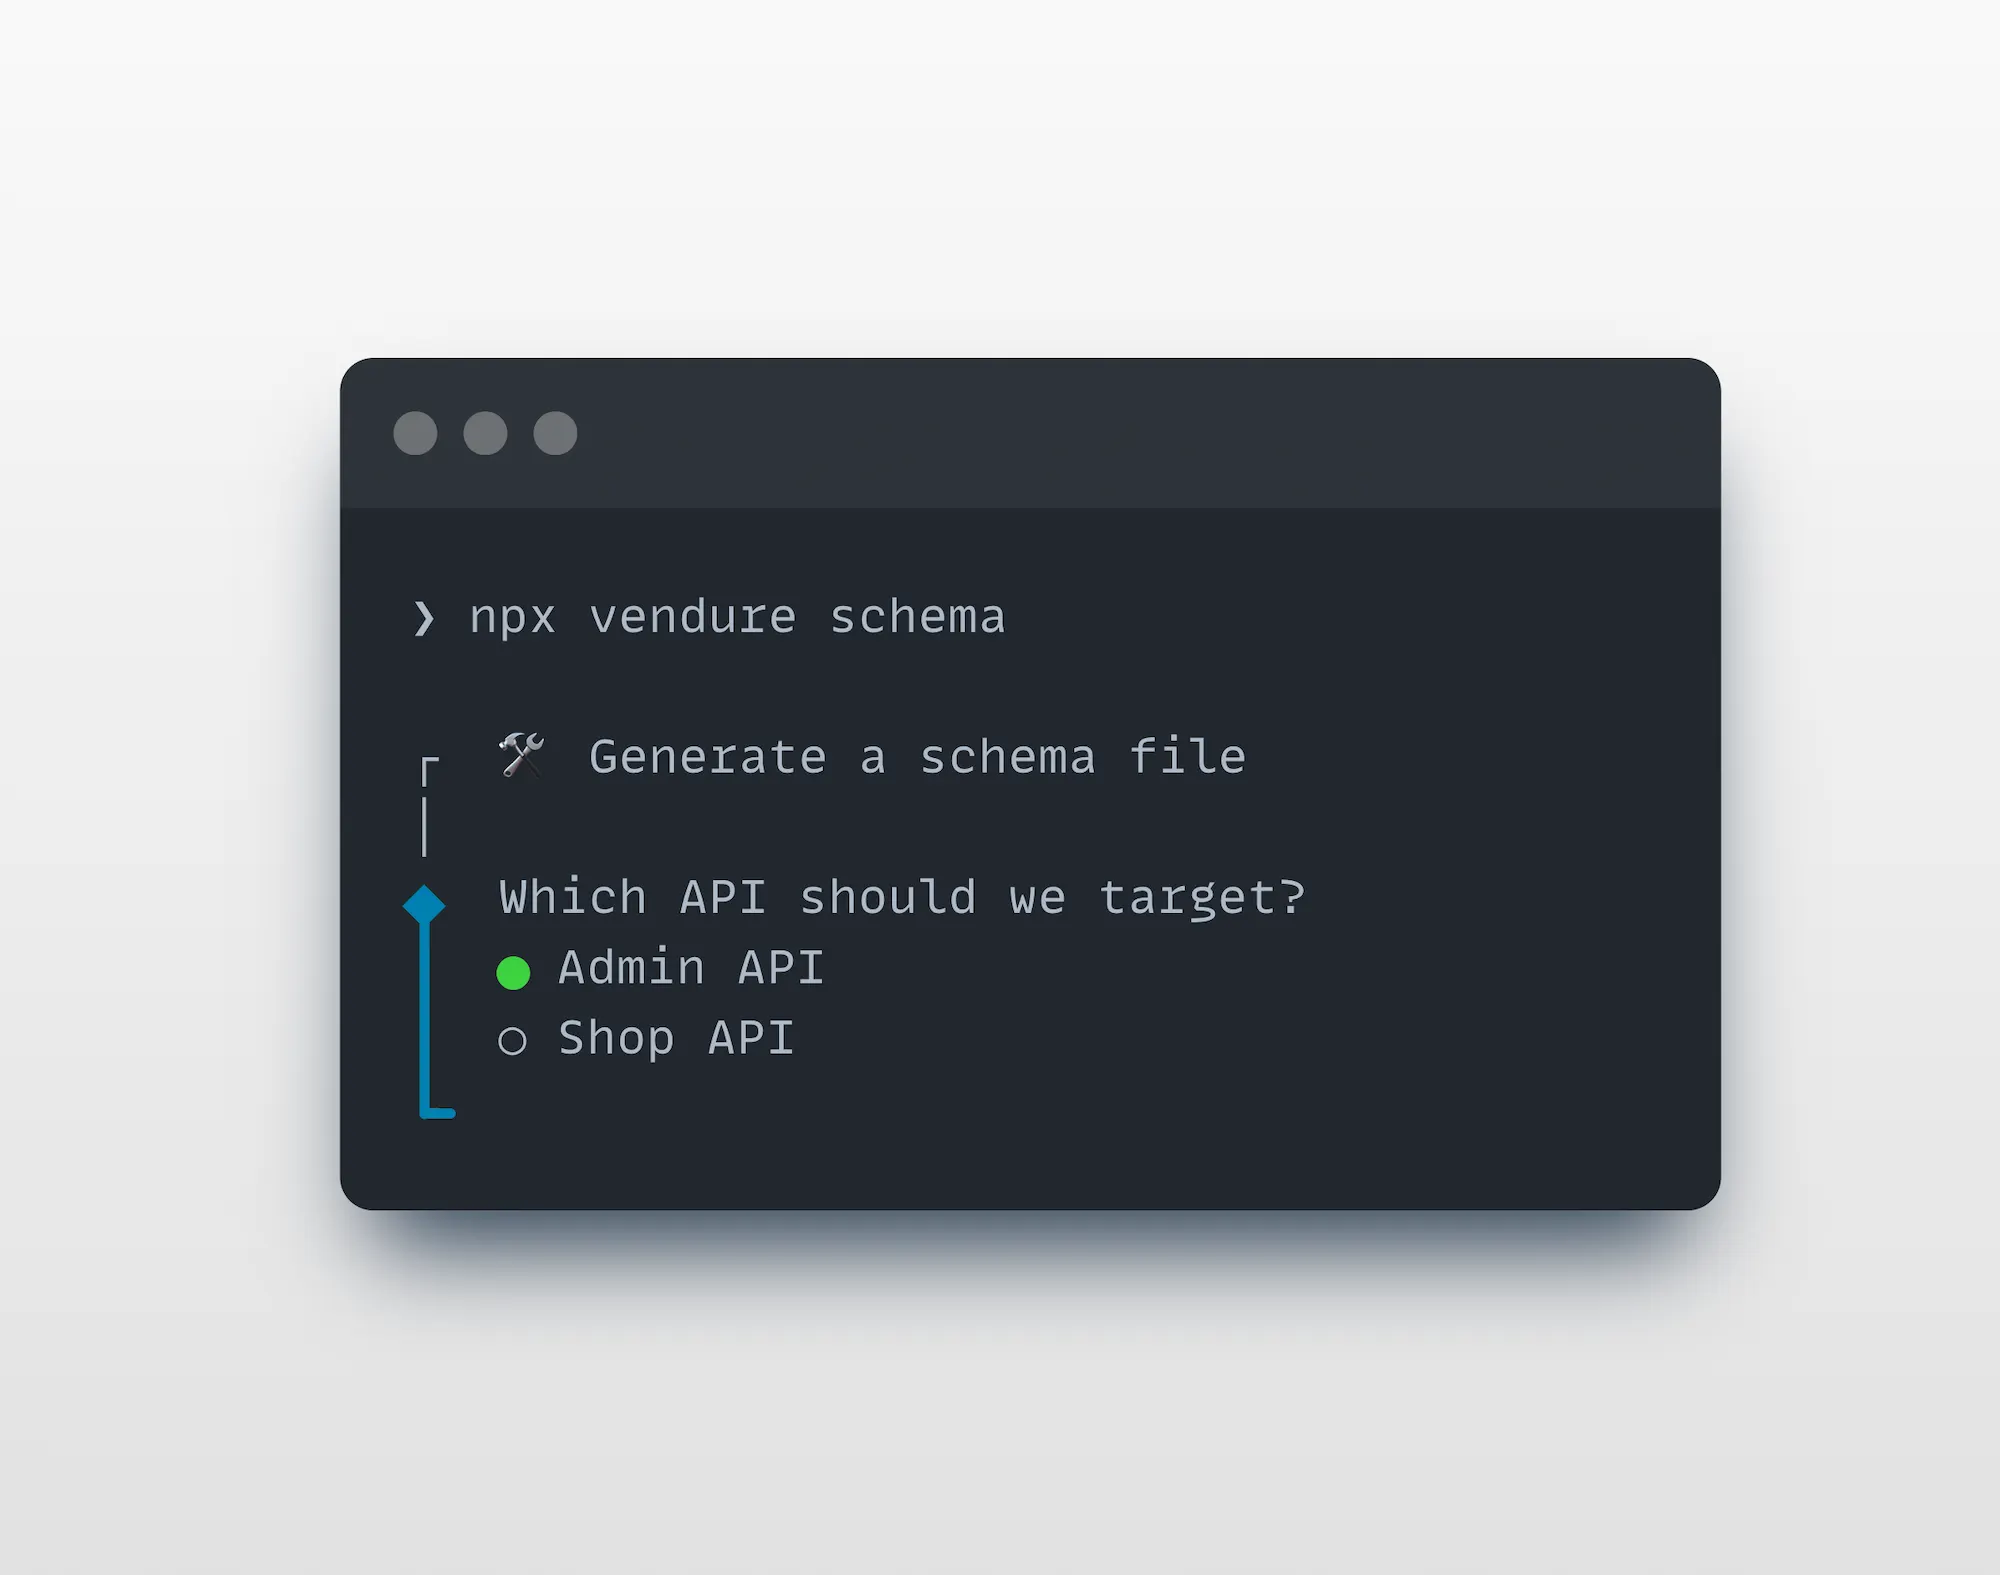 ❯ npx vendure schema
🛠 Generate a schema file
Which API should we target?
● Admin API
○ Shop API